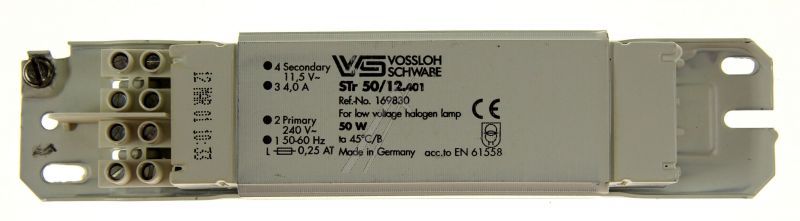 4 Secondary
11,5 V~
3 4,0 A
2 Primary
240 V~
1 50-60 Hz
L 0,25 AT
VS VOSSLOH
SCHWABE
STr 50/12.401
Ref.-No. 169830
For low voltage halogen lamp
50 W
to 45°C/B
Made in Germany acc.to EN 61558
CE